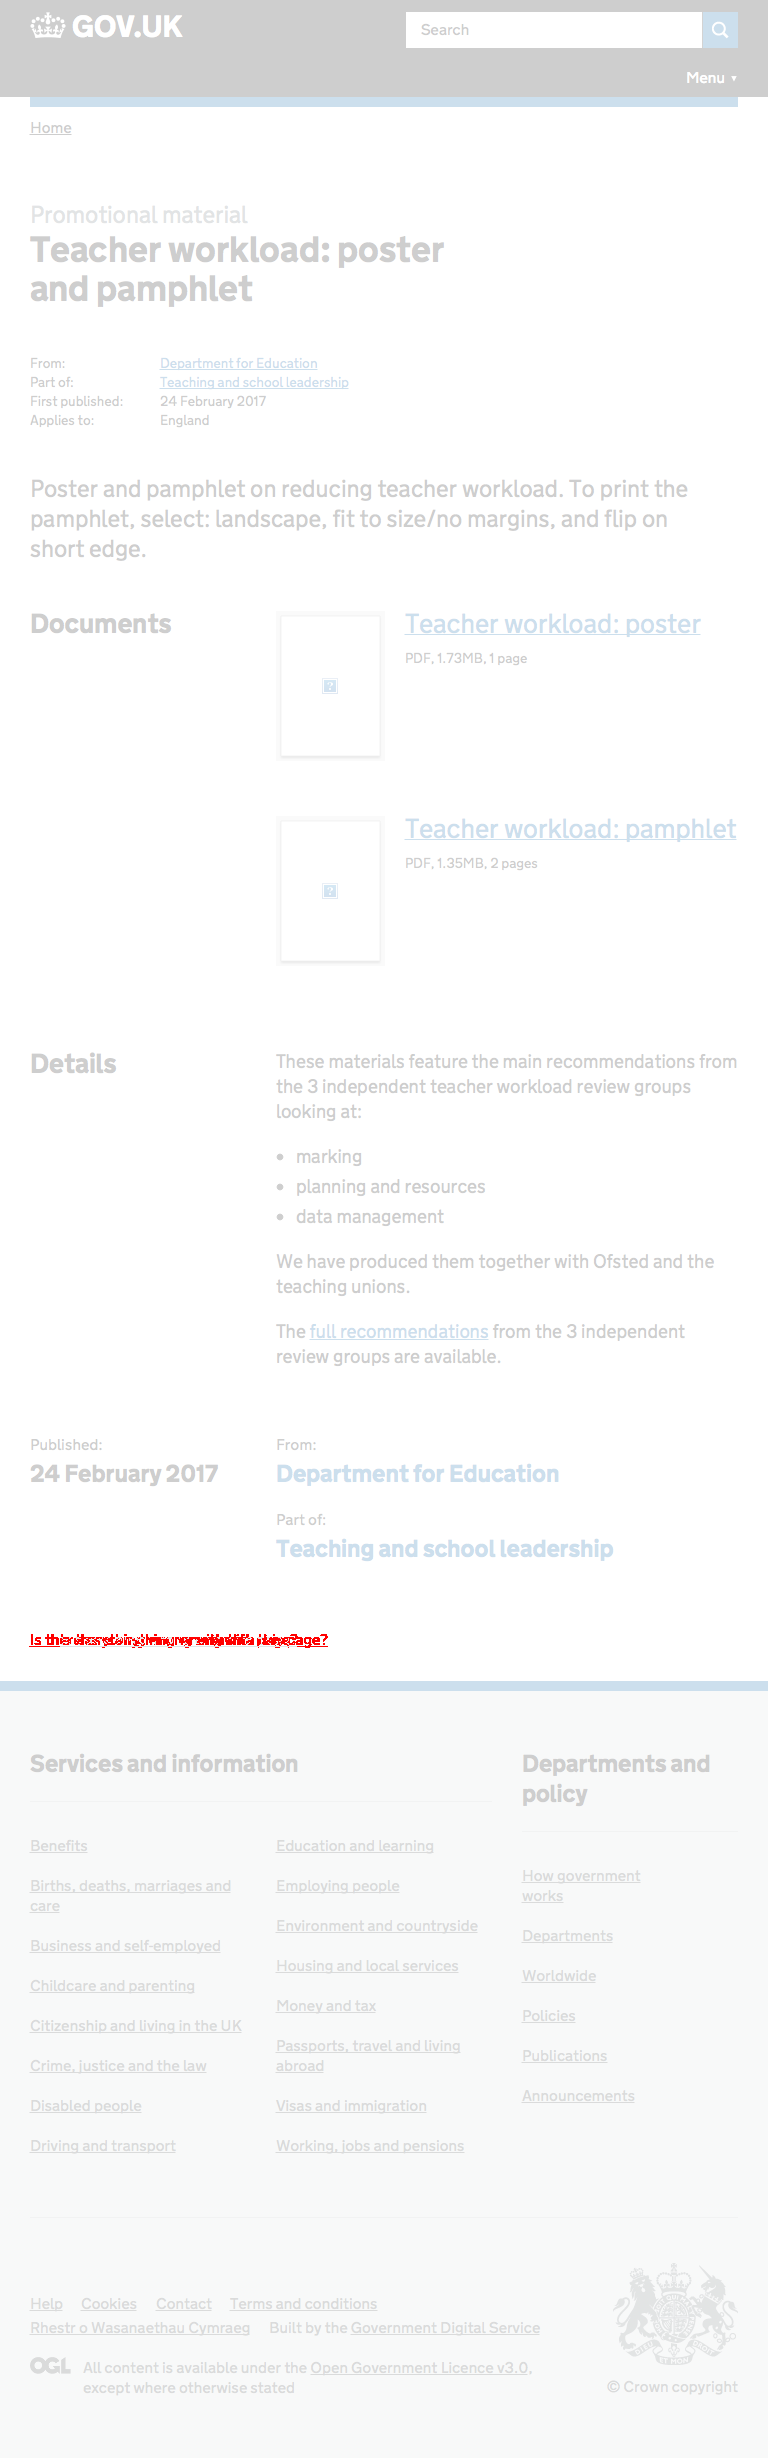 GOV.UK
Search
Menu ▼
Home
Promotional material
Teacher workload: poster
and pamphlet
From: Department for Education
Part of: Teaching and school leadership
First published: 24 February 2017
Applies to: England
Poster and pamphlet on reducing teacher workload. To print the
pamphlet, select: landscape, fit to size/no margins, and flip on
short edge.
Documents
Teacher workload: poster
PDF, 1.73MB, 1 page
?
Teacher workload: pamphlet
PDF, 1.35MB, 2 pages
?
Details
These materials feature the main recommendations from
the 3 independent teacher workload review groups
looking at:
• marking
• planning and resources
• data management
We have produced them together with Ofsted and the
teaching unions.
The full recommendations from the 3 independent
review groups are available.
Published:
24 February 2017
From:
Department for Education
Part of:
Teaching and school leadership
Services and information
Benefits
Births, deaths, marriages and
care
Business and self-employed
Childcare and parenting
Citizenship and living in the UK
Crime, justice and the law
Disabled people
Driving and transport
Education and learning
Employing people
Environment and countryside
Housing and local services
Money and tax
Passports, travel and living
abroad
Visas and immigration
Working, jobs and pensions
Departments and
policy
How government
works
Departments
Worldwide
Policies
Publications
Announcements
Help Cookies Contact Terms and conditions
Rhestr o Wasanaethau Cymraeg Built by the Government Digital Service
OGL All content is available under the Open Government Licence v3.0,
except where otherwise stated
© Crown copyright